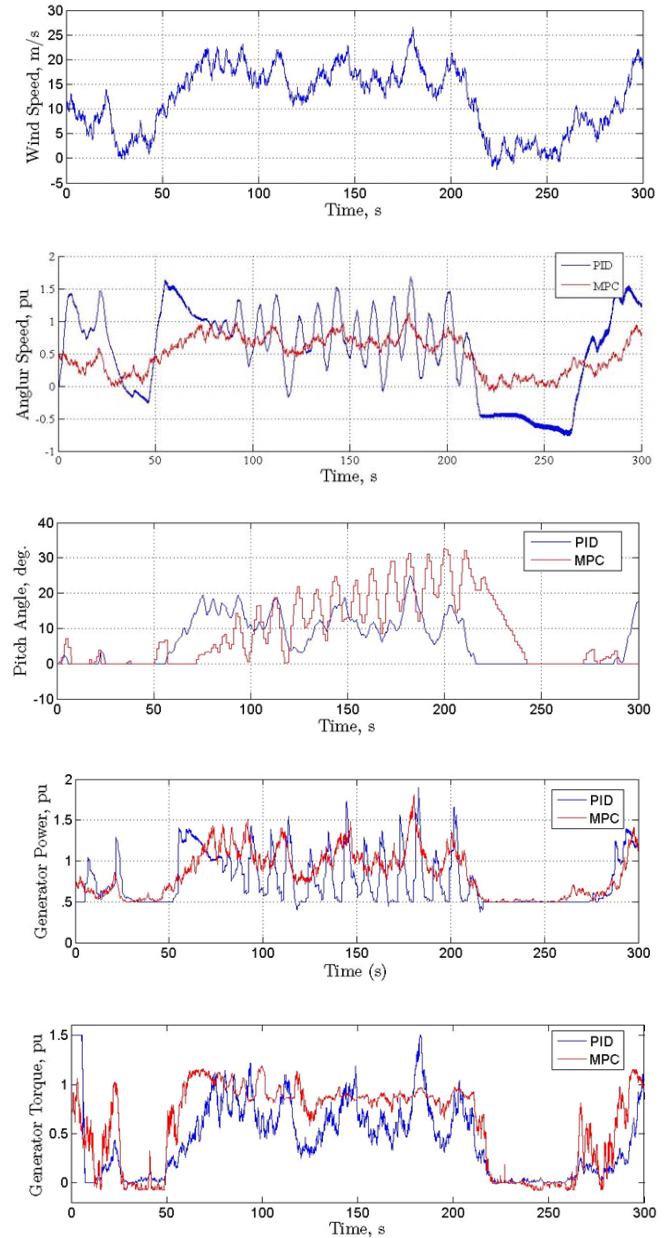 Wind Speed, m/s
30
25
20
15
10
5
0
-5
0 50 100 150 200 250 300
Time, s
Anglur Speed, pu
2
1.5
1
0.5
0
-0.5
-1
PID
MPC
0 50 100 150 200 250 300
Time, s
Pitch Angle, deg.
40
30
20
10
0
-10
PID
MPC
0 50 100 150 200 250 300
Time, s
Generator Power, pu
2
1.5
1
.5
0
PID
MPC
0 50 100 150 200 250 300
Time (s)
Generator Torque, pu
1.5
1
0.5
0
PID
MPC
0 50 100 150 200 250 300
Time, s